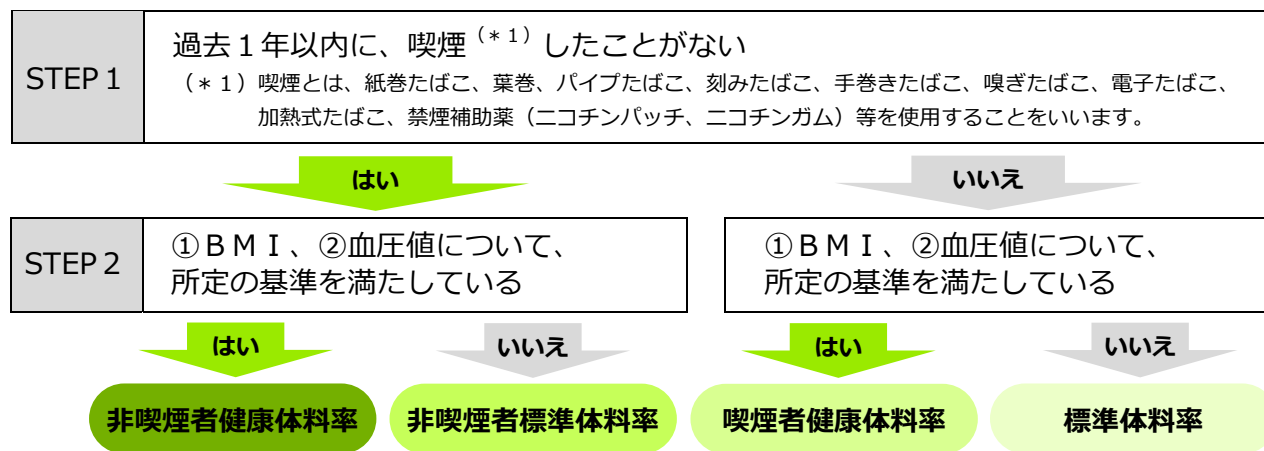 STEP１
過去１年以内に、喫煙（＊１）したことがない
（＊１）喫煙とは、紙巻たばこ、葉巻、パイプたばこ、刻みたばこ、手巻きたばこ、嗅ぎたばこ、電子たばこ、
加熱式たばこ、禁煙補助薬（ニコチンパッチ、ニコチンガム）等を使用することをいいます。
はい
いいえ
STEP２
①ＢＭＩ、②血圧値について、
所定の基準を満たしている
①ＢＭＩ、②血圧値について、
所定の基準を満たしている
はい
いいえ
はい
いいえ
非喫煙者健康体料率
非喫煙者標準体料率
喫煙者健康体料率
標準体料率